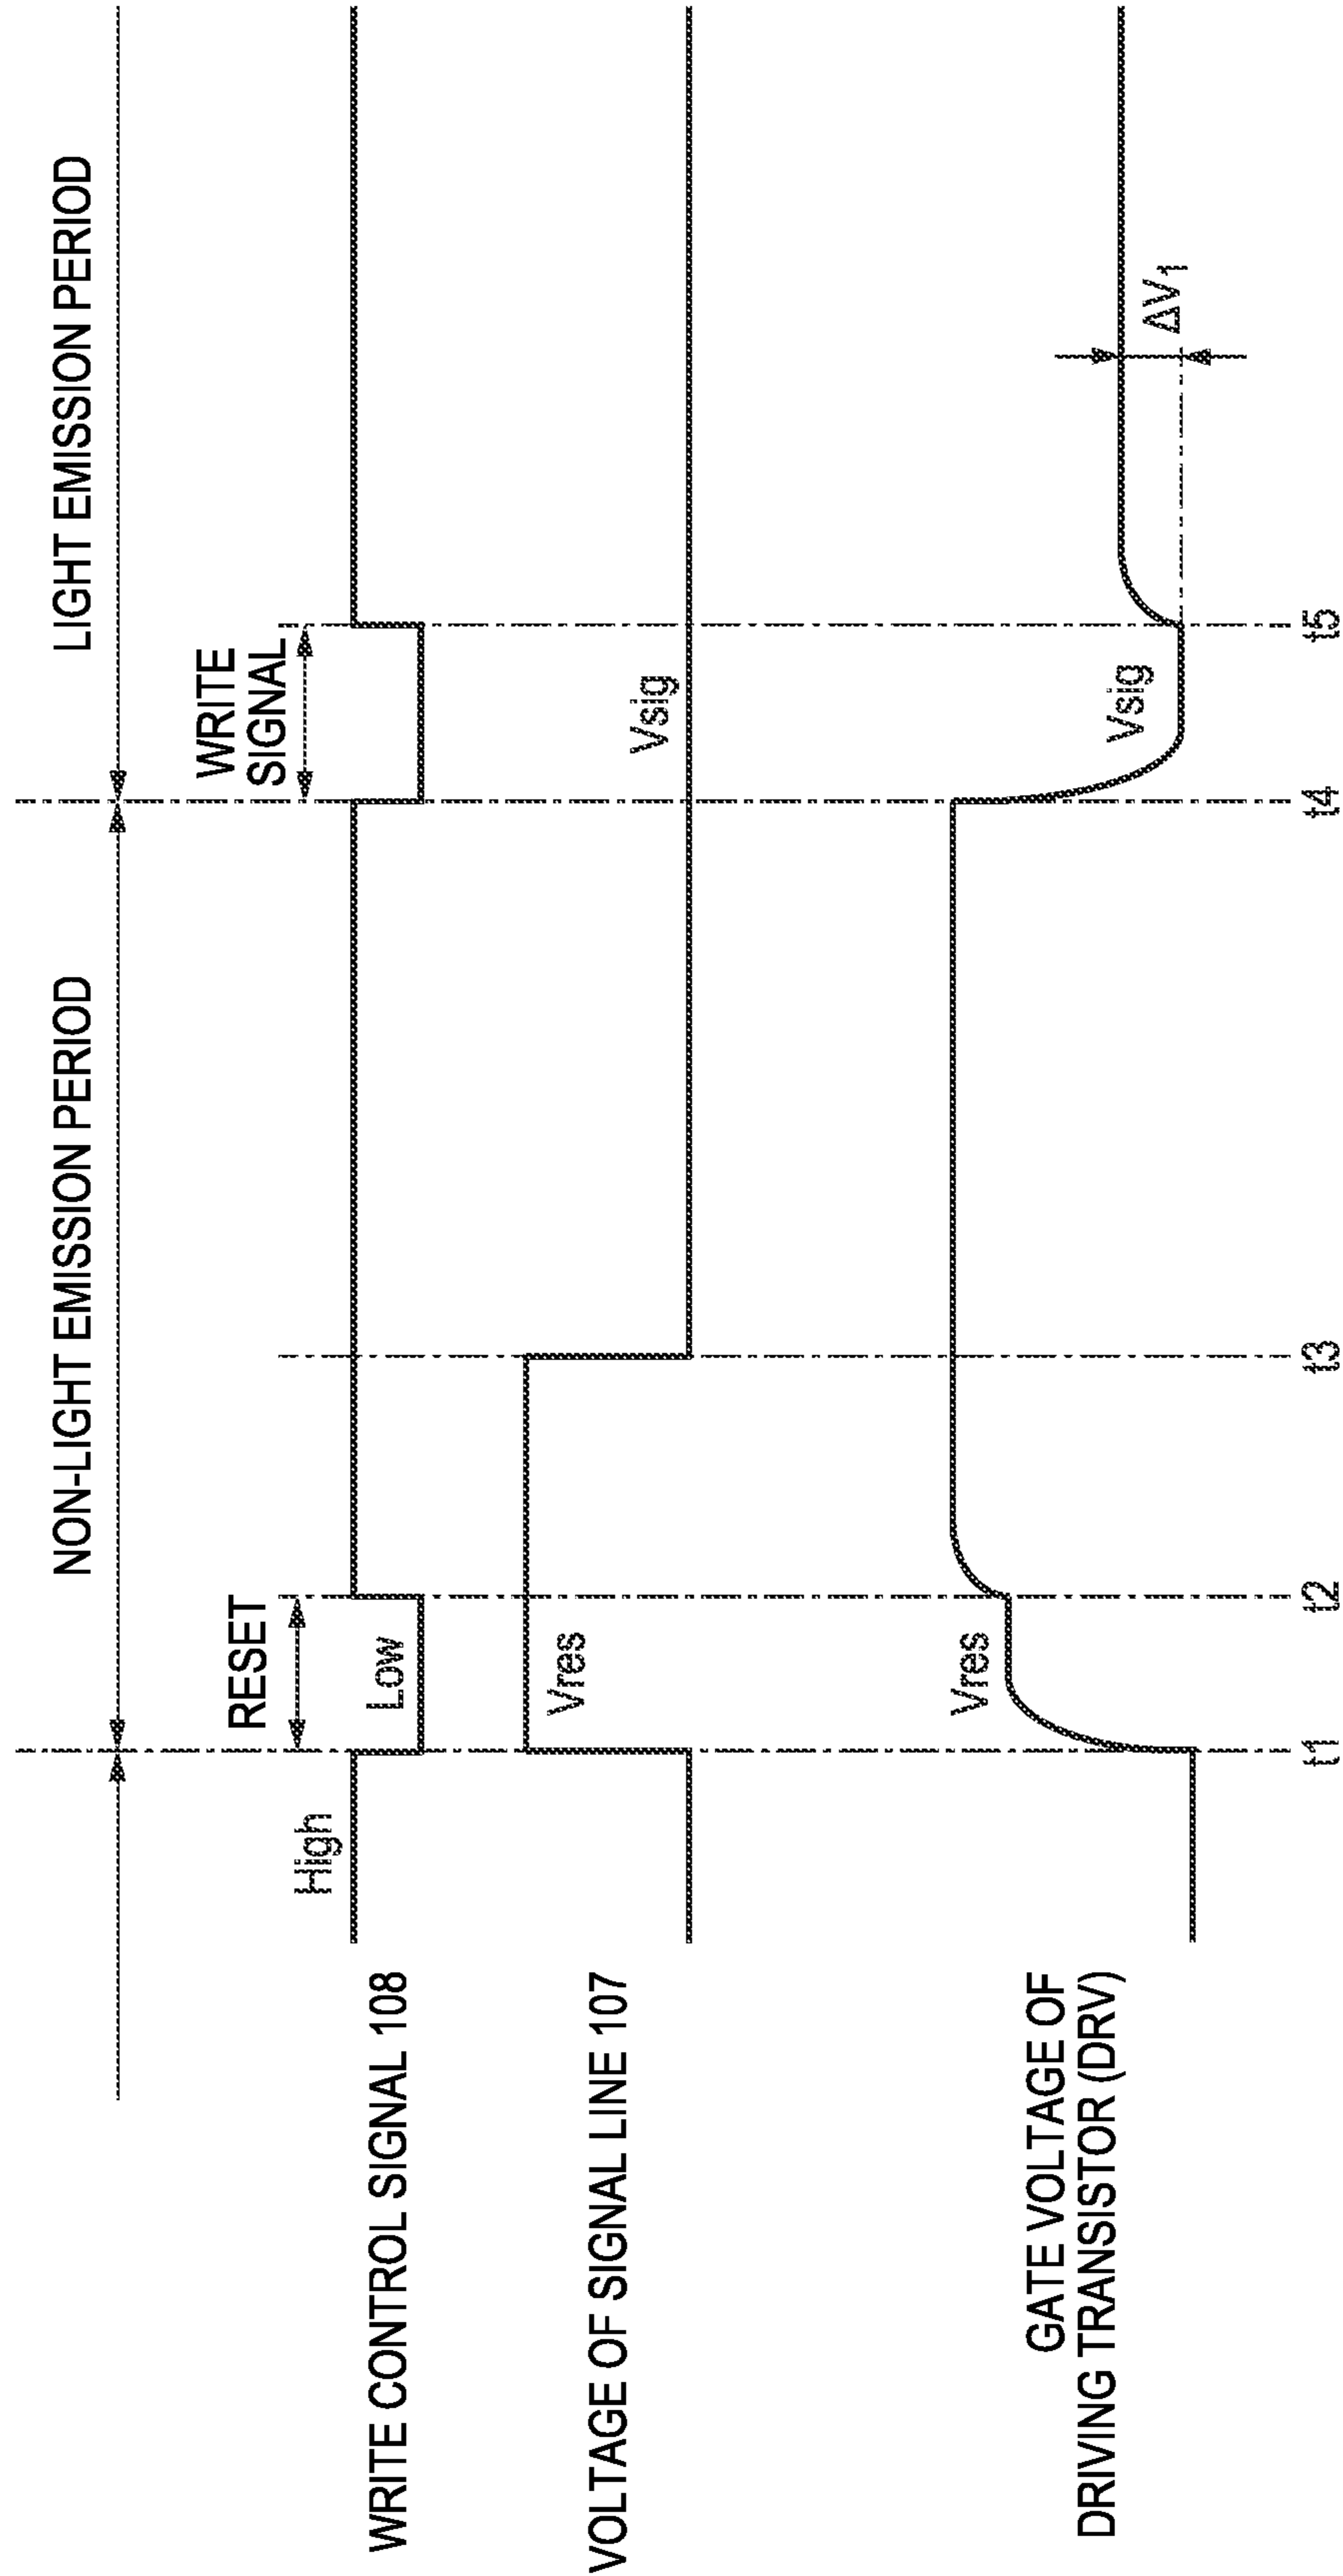 NON-LIGHT EMISSION PERIOD
LIGHT EMISSION PERIOD
RESET
WRITE
SIGNAL
WRITE CONTROL SIGNAL 108
High
Low
VOLTAGE OF SIGNAL LINE 107
Vres
Vsig
GATE VOLTAGE OF
DRIVING TRANSISTOR (DRV)
Vres
Vsig
ΔV1
t1
t2
t3
t4
t5